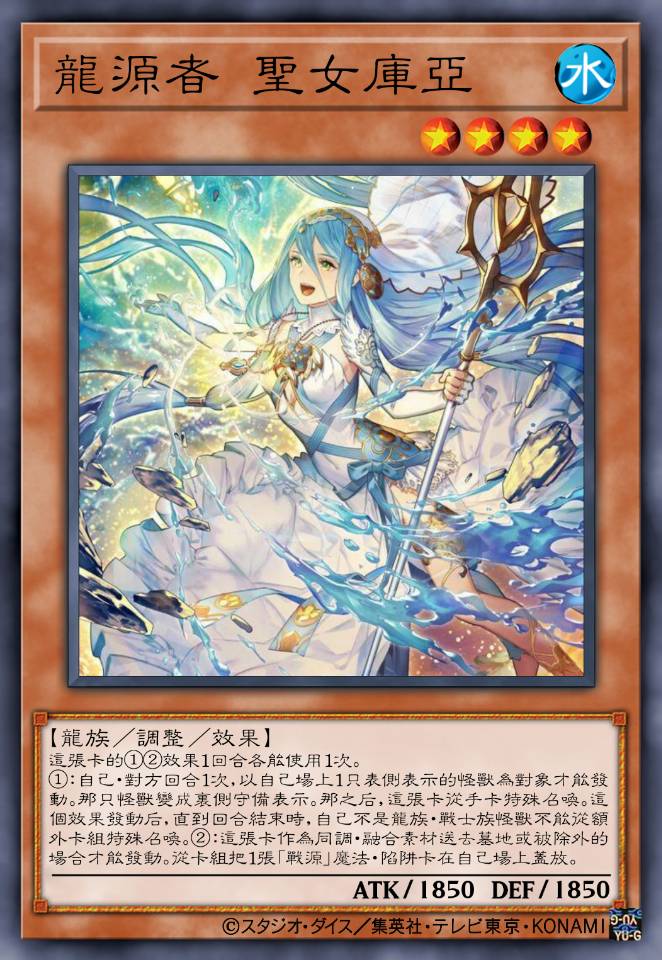 龍源者 聖女庫亞
水
【龍族／調整／效果】
這張卡的①②效果1回合各能使用1次。
①：自己・對方回合1次，以自己場上1只表側表示的怪獸為對象才能發
動。那只怪獸變成裏側守備表示。那之后，這張卡從手卡特殊召喚。這
個效果發動后，直到回合結束時，自己不是龍族・戰士族怪獸不能從額
外卡組特殊召喚。②：這張卡作為同調・融合素材送去墓地或被除外的
場合才能發動。從卡組把1張「戰源」魔法・陷阱卡在自己場上蓋放。
ATK/1850 DEF/1850
©スタジオ・ダイス／集英社・テレビ東京・KONAMI